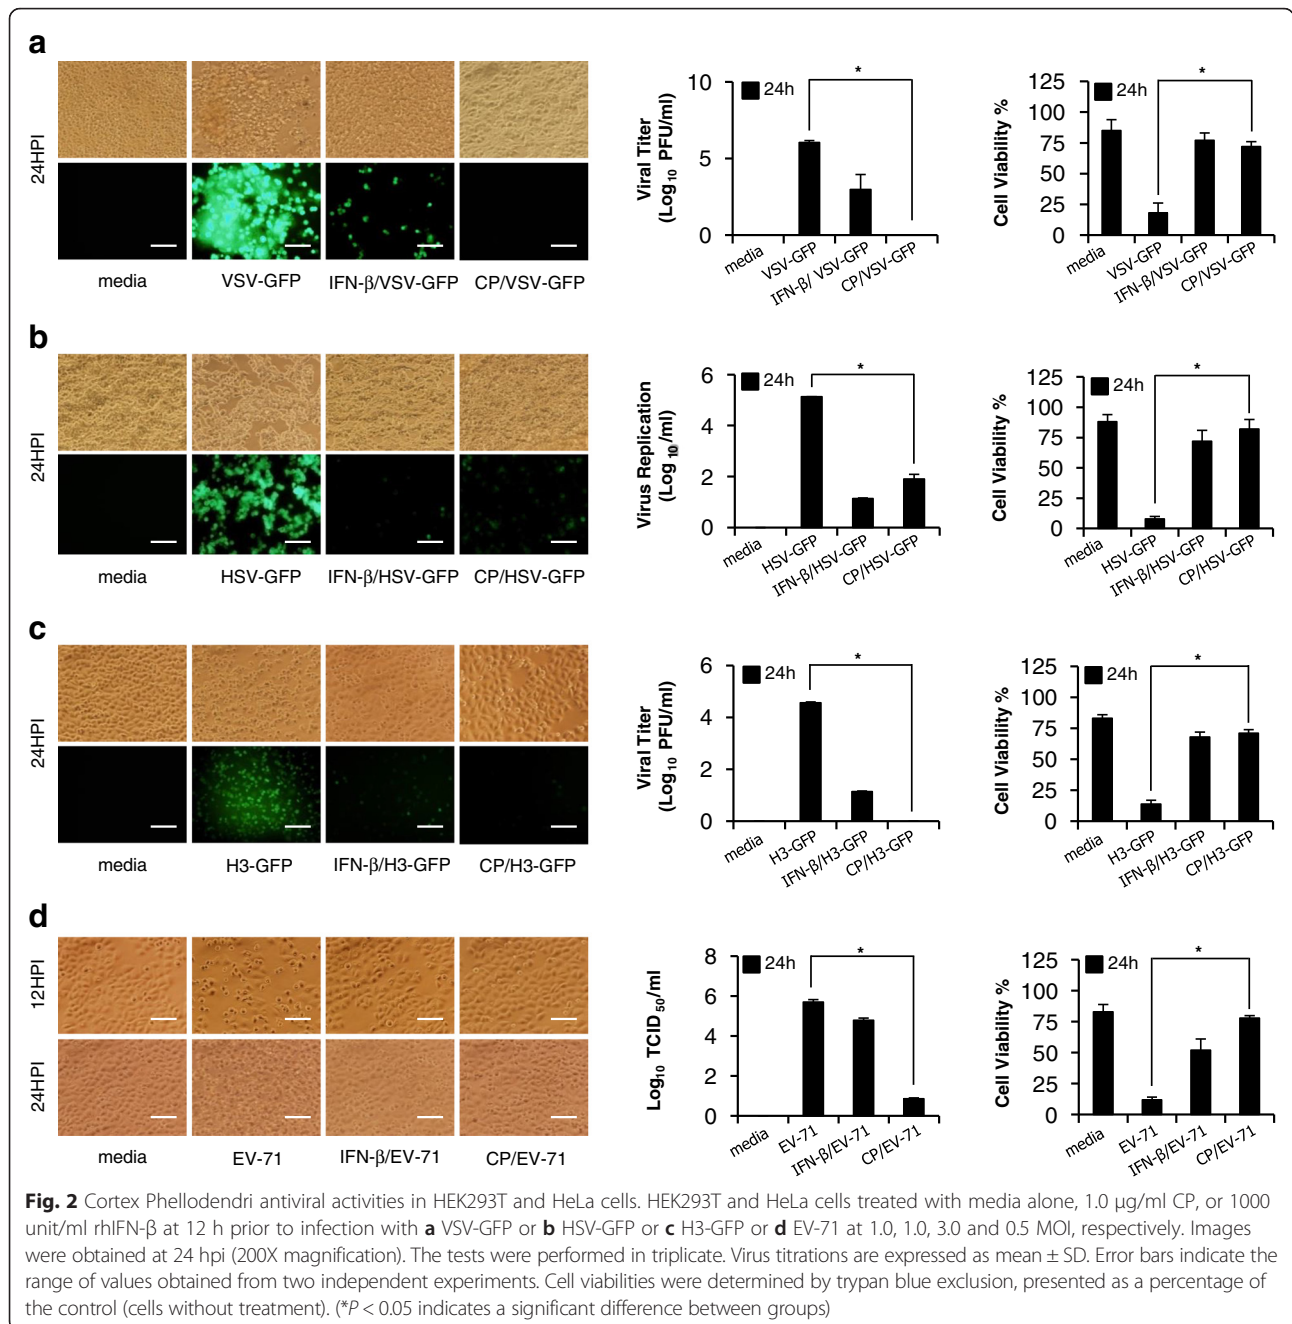 a
24HPI
media VSV-GFP IFN-β/VSV-GFP CP/VSV-GFP
Viral Titer
(Log10 PFU/ml)
10
5
0
24h
*
media
VSV-GFP
IFN-β/ VSV-GFP
CP/VSV-GFP
Cell Viability %
125
100
75
50
25
0
24h
*
media
VSV-GFP
IFN-β/VSV-GFP
CP/VSV-GFP
b
24HPI
media HSV-GFP IFN-β/HSV-GFP CP/HSV-GFP
Virus Replication
(Log10/ml)
6
4
2
0
24h
*
media
HSV-GFP
IFN-β/HSV-GFP
CP/HSV-GFP
Cell Viability %
125
100
75
50
25
0
24h
*
media
HSV-GFP
IFN-β/HSV-GFP
CP/HSV-GFP
c
24HPI
media H3-GFP IFN-β/H3-GFP CP/H3-GFP
Viral Titer
(Log10 PFU/ml)
6
4
2
0
24h
*
media
H3-GFP
IFN-β/H3-GFP
CP/H3-GFP
Cell Viability %
125
100
75
50
25
0
24h
*
media
H3-GFP
IFN-β/H3-GFP
CP/H3-GFP
d
12HPI
24HPI
media EV-71 IFN-β/EV-71 CP/EV-71
Log10 TCID50/ml
8
6
4
2
0
24h
*
media
EV-71
IFN-β/EV-71
CP/EV-71
Cell Viability %
125
100
75
50
25
0
24h
*
media
EV-71
IFN-β/EV-71
CP/EV-71
Fig. 2 Cortex Phellodendri antiviral activities in HEK293T and HeLa cells. HEK293T and HeLa cells treated with media alone, 1.0 μg/ml CP, or 1000
unit/ml rhIFN-β at 12 h prior to infection with a VSV-GFP or b HSV-GFP or c H3-GFP or d EV-71 at 1.0, 1.0, 3.0 and 0.5 MOI, respectively. Images
were obtained at 24 hpi (200X magnification). The tests were performed in triplicate. Virus titrations are expressed as mean ± SD. Error bars indicate the
range of values obtained from two independent experiments. Cell viabilities were determined by trypan blue exclusion, presented as a percentage of
the control (cells without treatment). (*P < 0.05 indicates a significant difference between groups)